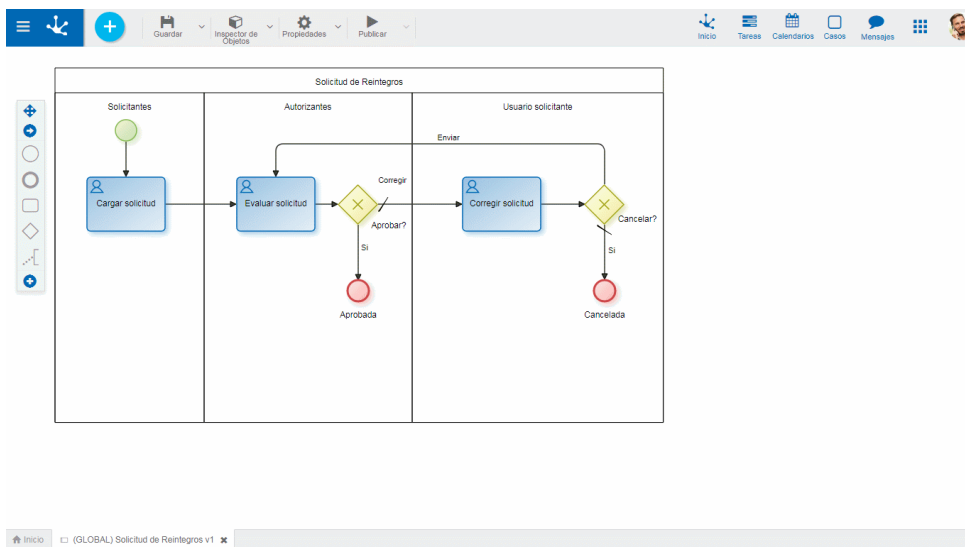 Guardar
Inspector de
Objetos
Propiedades
Publicar
Inicio
Tareas
Calendarios
Casos
Mensajes
Solicitud de Reintegros
Solicitantes
Autorizantes
Usuario solicitante
Enviar
Cargar solicitud
Evaluar solicitud
Corregir
Aprobar?
Corregir solicitud
Cancelar?
Si
Si
Aprobada
Cancelada
Inicio
(GLOBAL) Solicitud de Reintegros v1